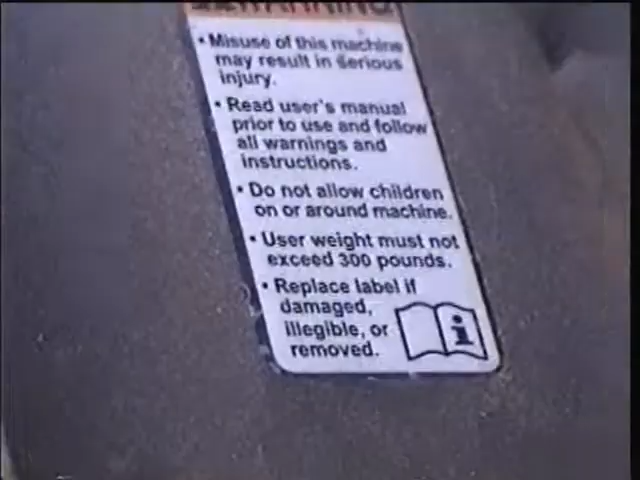 WARNING
• Misuse of this machine
may result in serious
injury.
• Read user's manual
prior to use and follow
all warnings and
instructions.
• Do not allow children
on or around machine.
• User weight must not
exceed 300 pounds.
• Replace label if
damaged,
illegible, or
removed.
i